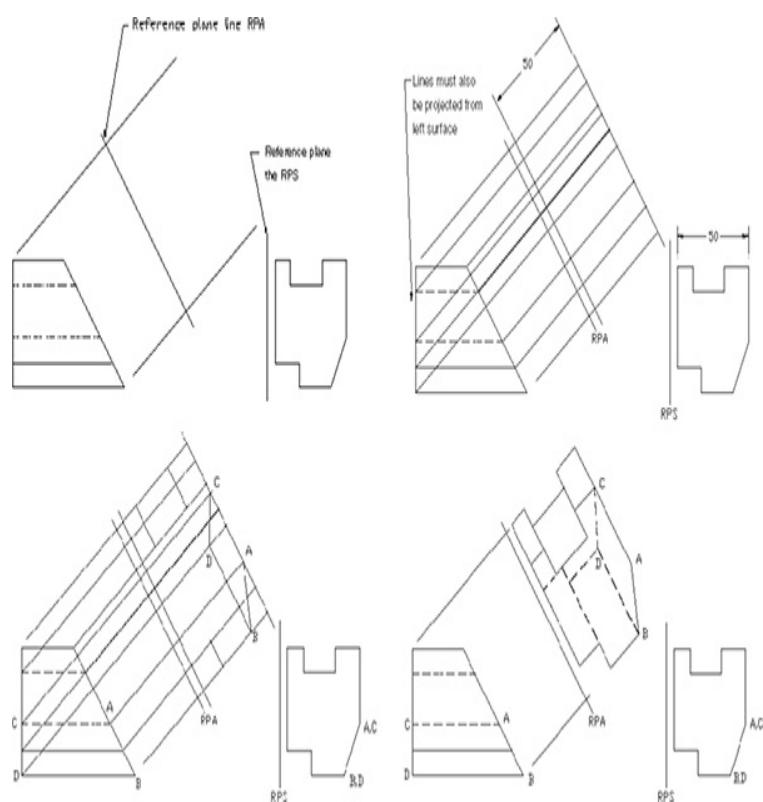 Reference plane line RPA
Reference plane
the RPS
50
Lines must also
be projected from
left surface
50
RPA
RPS
C
A
D
B
C
A
D
B
RPA
RPS
A,C
B,D
C
A
D
B
C
A
D
B
RPA
RPS
A,C
B,D